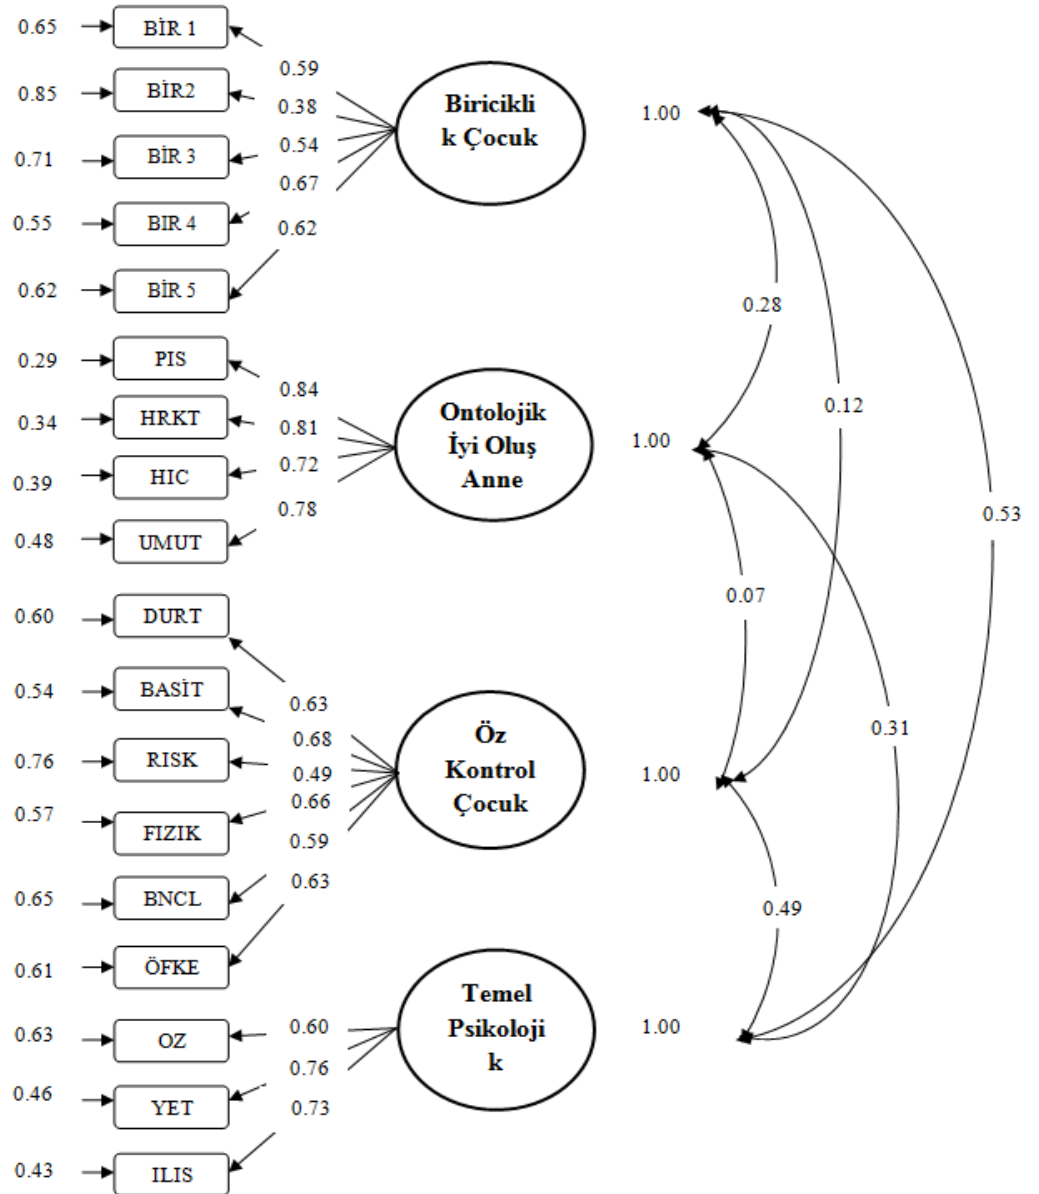 0.65 BİR 1
0.59
0.85 BİR2
0.38
0.71 BİR 3
0.54
0.67
0.55 BIR 4
0.62
0.62 BİR 5
Biricikli
k Çocuk
1.00
0.29 PIS
0.84
0.34 HRKT
0.81
0.39 HIC
0.72
0.48 UMUT
0.78
Ontolojik
İyi Oluş
Anne
1.00
0.60 DURT
0.63
0.54 BASİT
0.68
0.76 RISK
0.49
0.57 FIZIK
0.66
0.59
0.65 BNCL
0.63
0.61 ÖFKE
Öz
Kontrol
Çocuk
1.00
0.63 OZ
0.60
0.46 YET
0.76
0.73
0.43 ILIS
Temel
Psikoloji
k
1.00
0.28
0.12
0.53
0.07
0.31
0.49